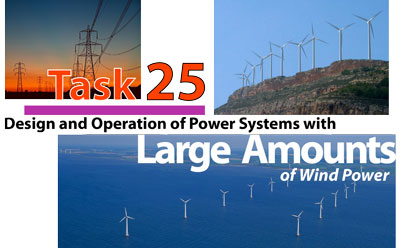 Task 25
Design and Operation of Power Systems with
Large Amounts
of Wind Power